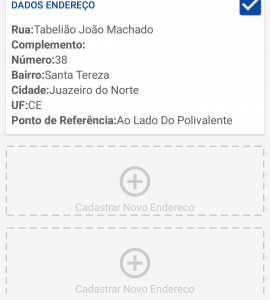 DADOS ENDEREÇO
Rua:Tabelião João Machado
Complemento:
Número:38
Bairro:Santa Tereza
Cidade:Juazeiro do Norte
UF:CE
Ponto de Referência:Ao Lado Do Polivalente
Cadastrar Novo Endereco
Cadastrar Novo Endereco